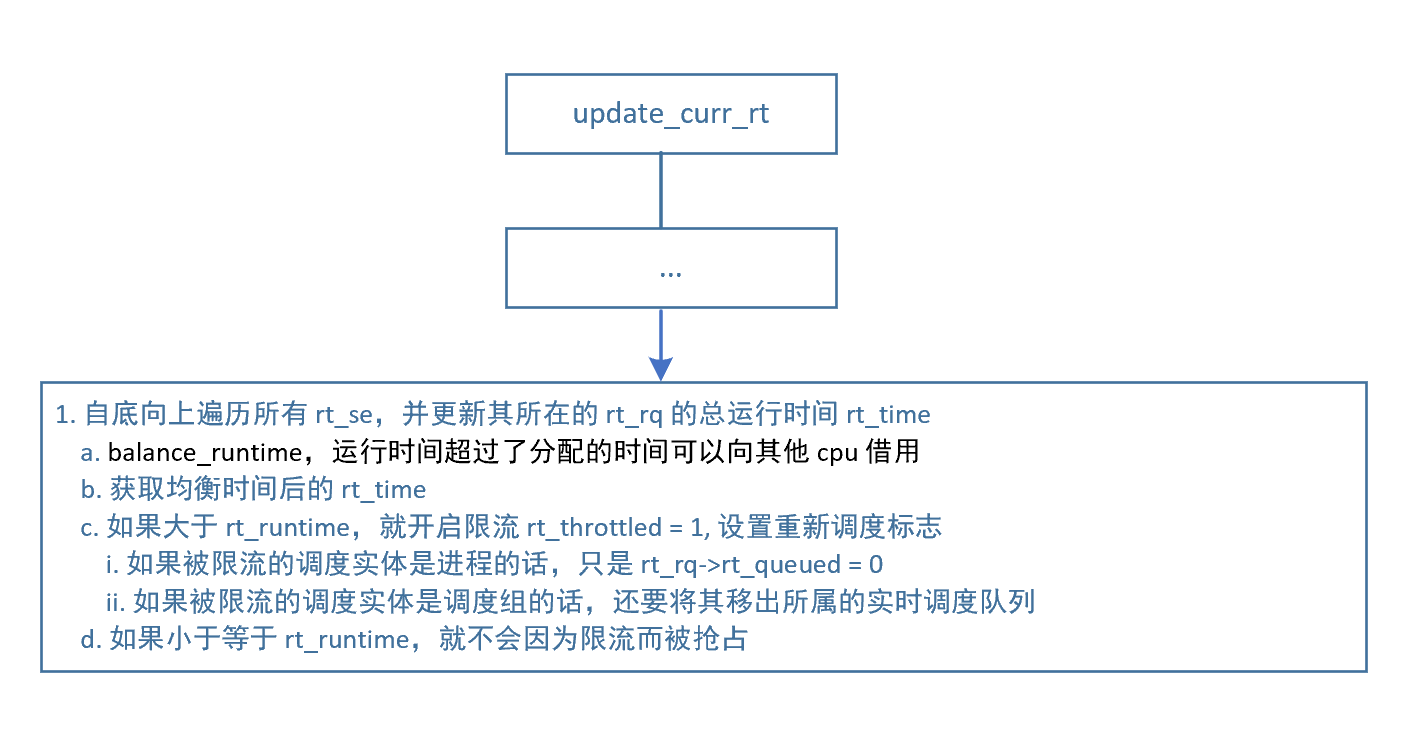 update_curr_rt
...
1. 自底向上遍历所有 rt_se，并更新其所在的 rt_rq 的总运行时间 rt_time
a. balance_runtime，运行时间超过了分配的时间可以向其他 cpu 借用
b. 获取均衡时间后的 rt_time
c. 如果大于 rt_runtime，就开启限流 rt_throttled = 1, 设置重新调度标志
i. 如果被限流的调度实体是进程的话，只是 rt_rq->rt_queued = 0
ii. 如果被限流的调度实体是调度组的话，还要将其移出所属的实时调度队列
d. 如果小于等于 rt_runtime，就不会因为限流而被抢占